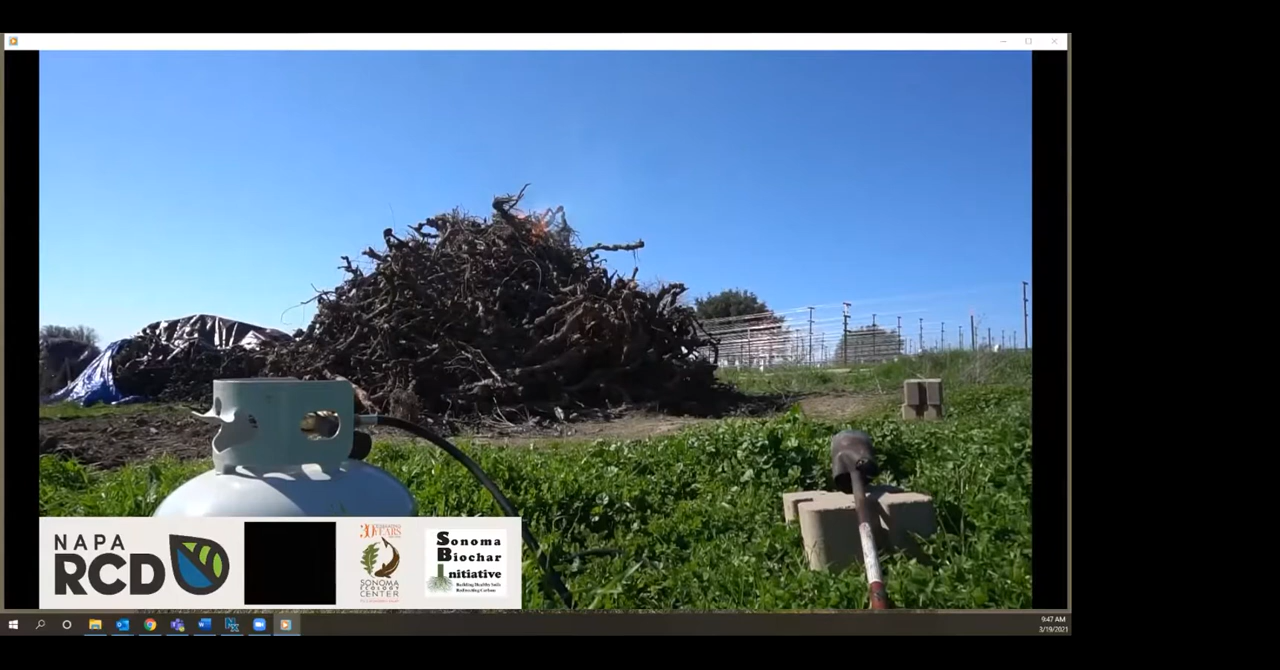 NAPA
RCD
30
YEARS
SONOMA
ECOLOGY
CENTER
Sonoma
Biochar
Initiative
Building Healthy Soils
Redirecting Carbon
9:47 AM
3/19/2021